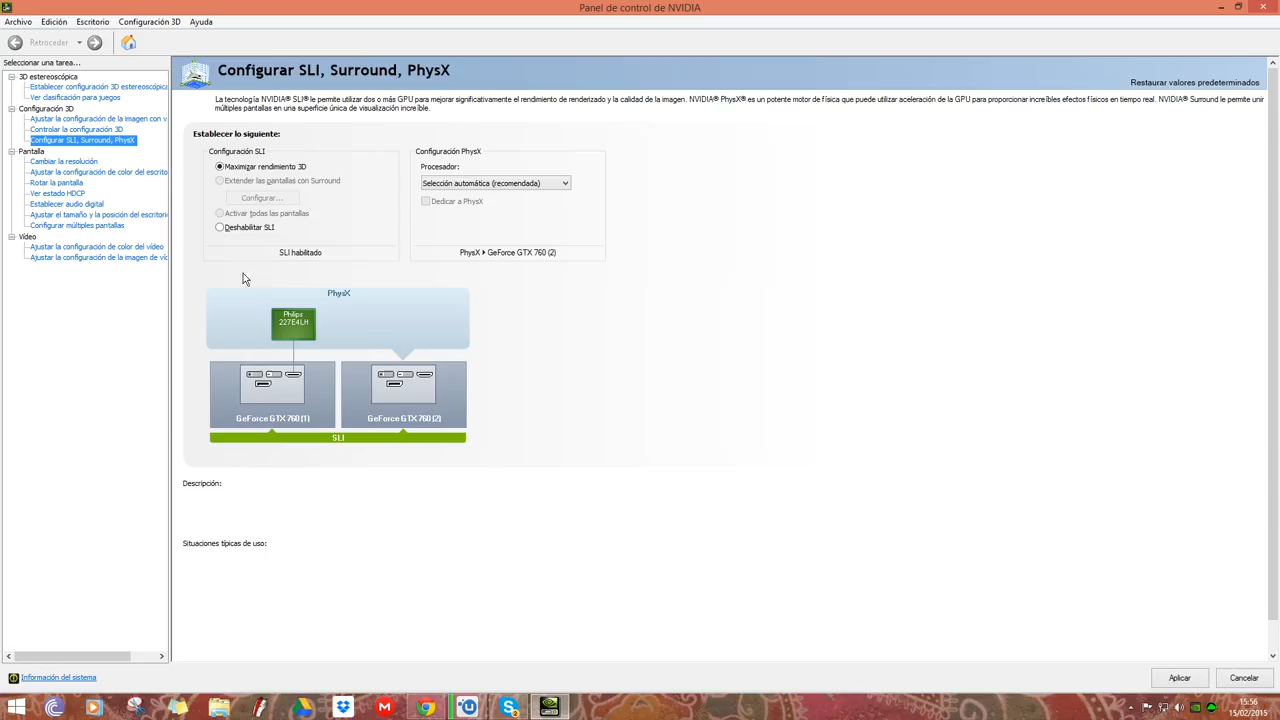 Panel de control de NVIDIA
Archivo Edición Escritorio Configuración 3D Ayuda
Retroceder
Seleccionar una tarea...
3D estereoscópica
Establecer configuración 3D estereoscópica
Ver clasificación para juegos
Configuración 3D
Ajustar la configuración de la imagen con v
Controlar la configuración 3D
Configurar SLI, Surround, PhysX
Pantalla
Cambiar la resolución
Ajustar la configuración de color del escrito
Rotar la pantalla
Ver estado HDCP
Establecer audio digital
Ajustar el tamaño y la posición del escritori
Configurar múltiples pantallas
Vídeo
Ajustar la configuración de color del vídeo
Ajustar la configuración de la imagen de víc
Configurar SLI, Surround, PhysX
Restaurar valores predeterminados
La tecnología NVIDIA® SLI® le permite utilizar dos o más GPU para mejorar significativamente el rendimiento de renderizado y la calidad de la imagen. NVIDIA® PhysX® es un potente motor de física que puede utilizar aceleración de la GPU para proporcionar increíbles efectos físicos en tiempo real. NVIDIA® Surround le permite unir
múltiples pantallas en una superficie única de visualización increíble.
Establecer lo siguiente:
Configuración SLI
Maximizar rendimiento 3D
Extender las pantallas con Surround
Configurar...
Activar todas las pantallas
Deshabilitar SLI
SLI habilitado
Configuración PhysX
Procesador:
Selección automática (recomendada)
Dedicar a PhysX
PhysX GeForce GTX 760 (2)
PhysX
Philips
227E4LH
GeForce GTX 760 (1) GeForce GTX 760 (2)
SLI
Descripción:
Situaciones típicas de uso:
Información del sistema
Aplicar Cancelar
15:56
15/02/2015